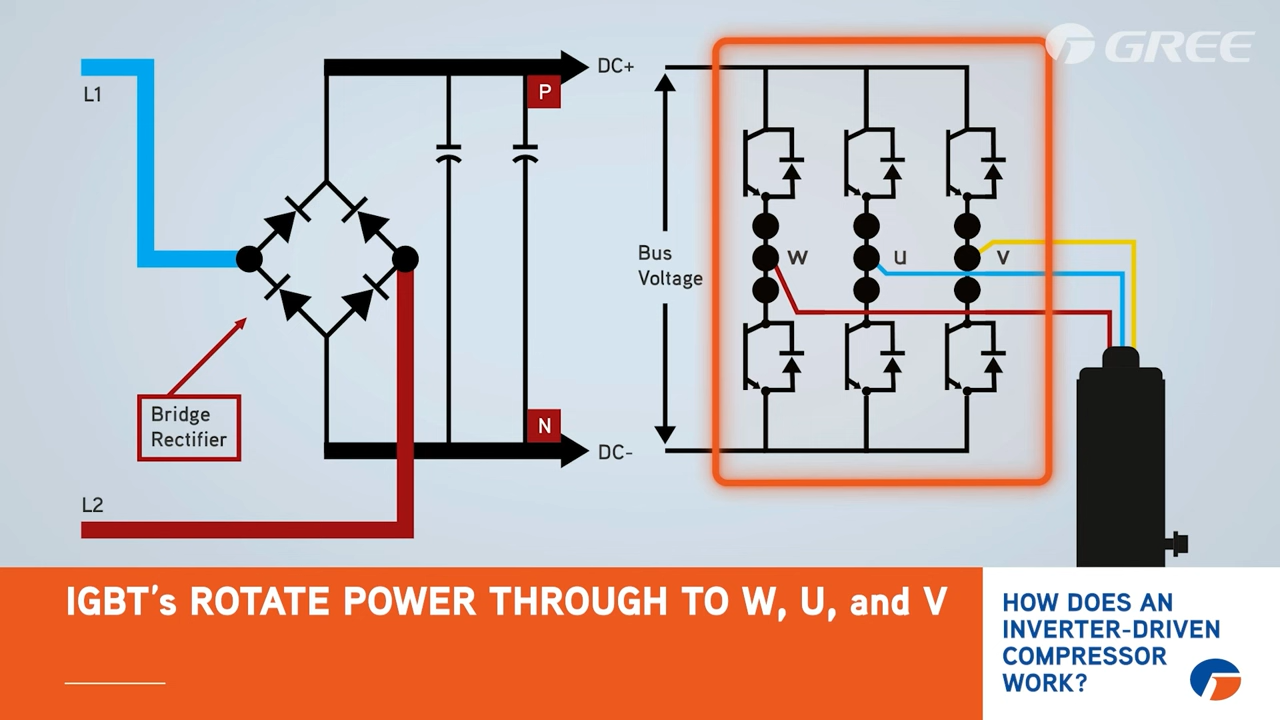 GREE
L1
DC+
P
Bus
Voltage
W
U
V
Bridge
Rectifier
N
DC-
L2
IGBT's ROTATE POWER THROUGH TO W, U, and V
HOW DOES AN
INVERTER-DRIVEN
COMPRESSOR
WORK?